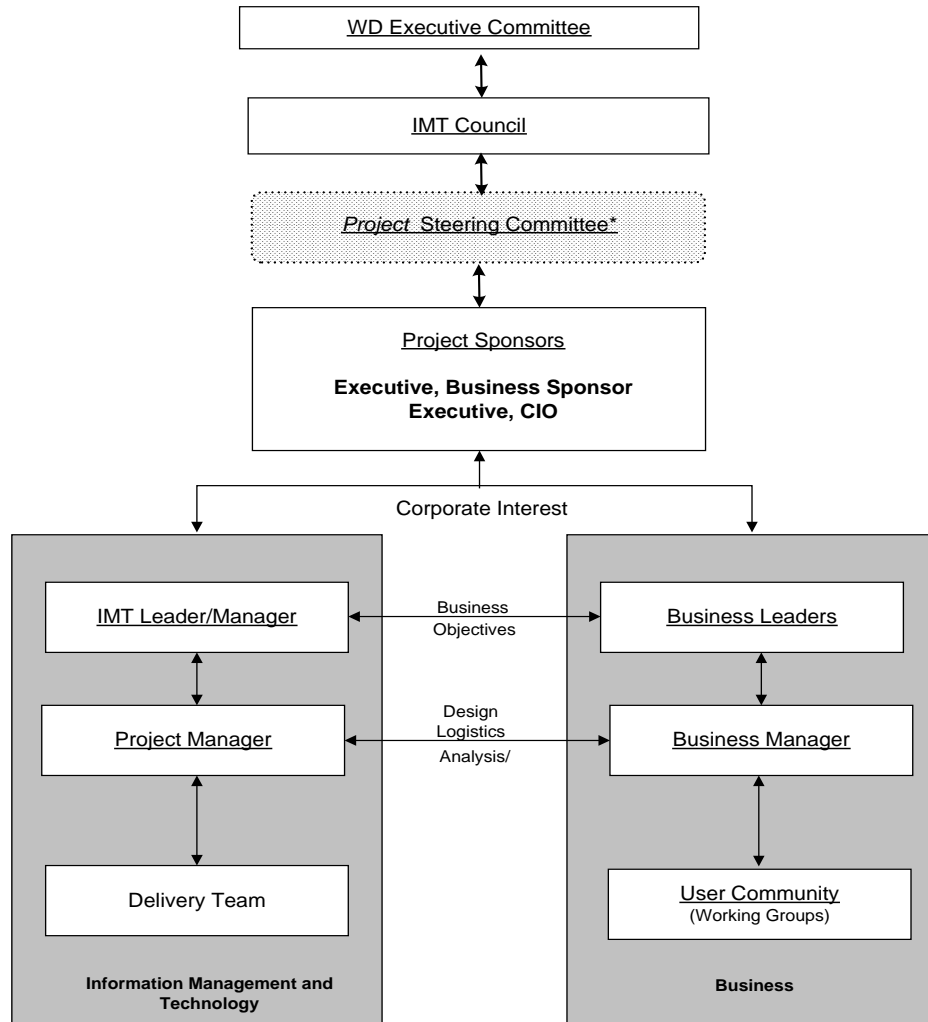 WD Executive Committee
IMT Council
Project Steering Committee*
Project Sponsors
Executive, Business Sponsor
Executive, CIO
Corporate Interest
IMT Leader/Manager
Business
Objectives
Business Leaders
Project Manager
Design
Logistics
Analysis/
Business Manager
Delivery Team
User Community
(Working Groups)
Information Management and
Technology
Business